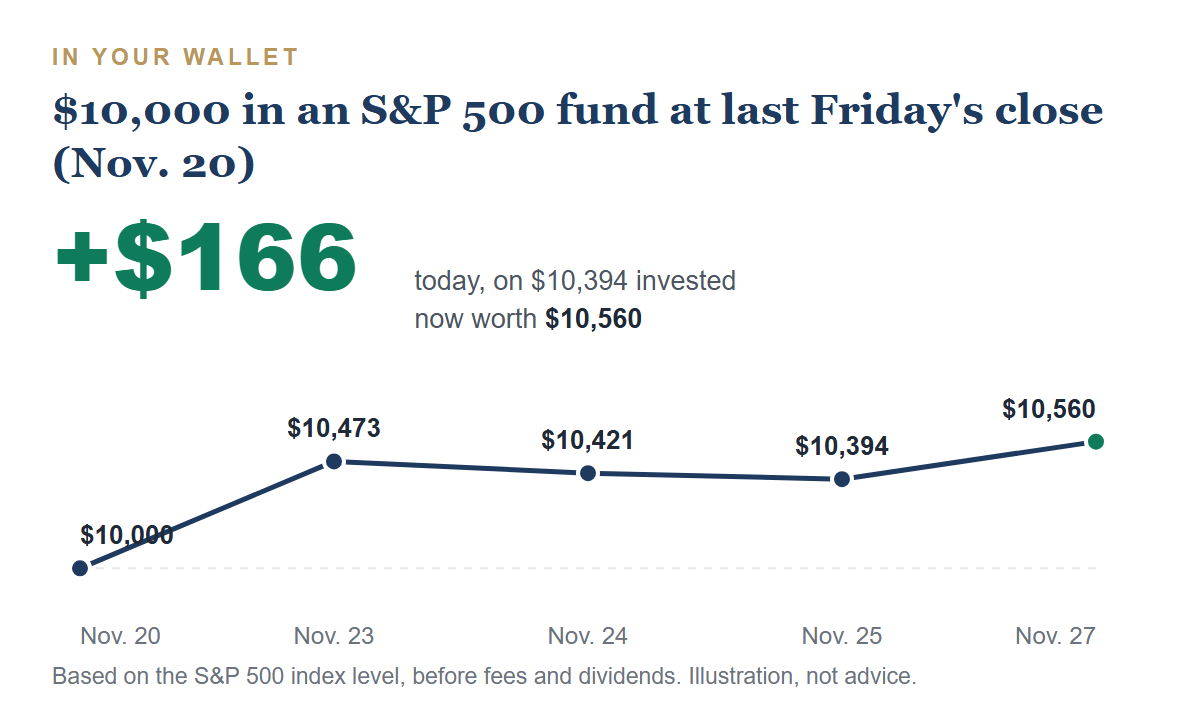 IN YOUR WALLET
$10,000 in an S&P 500 fund at last Friday's close
(Nov. 20)
+$166
today, on $10,394 invested
now worth $10,560
$10,000
$10,473
$10,421
$10,394
$10,560
Nov. 20
Nov. 23
Nov. 24
Nov. 25
Nov. 27
Based on the S&P 500 index level, before fees and dividends. Illustration, not advice.